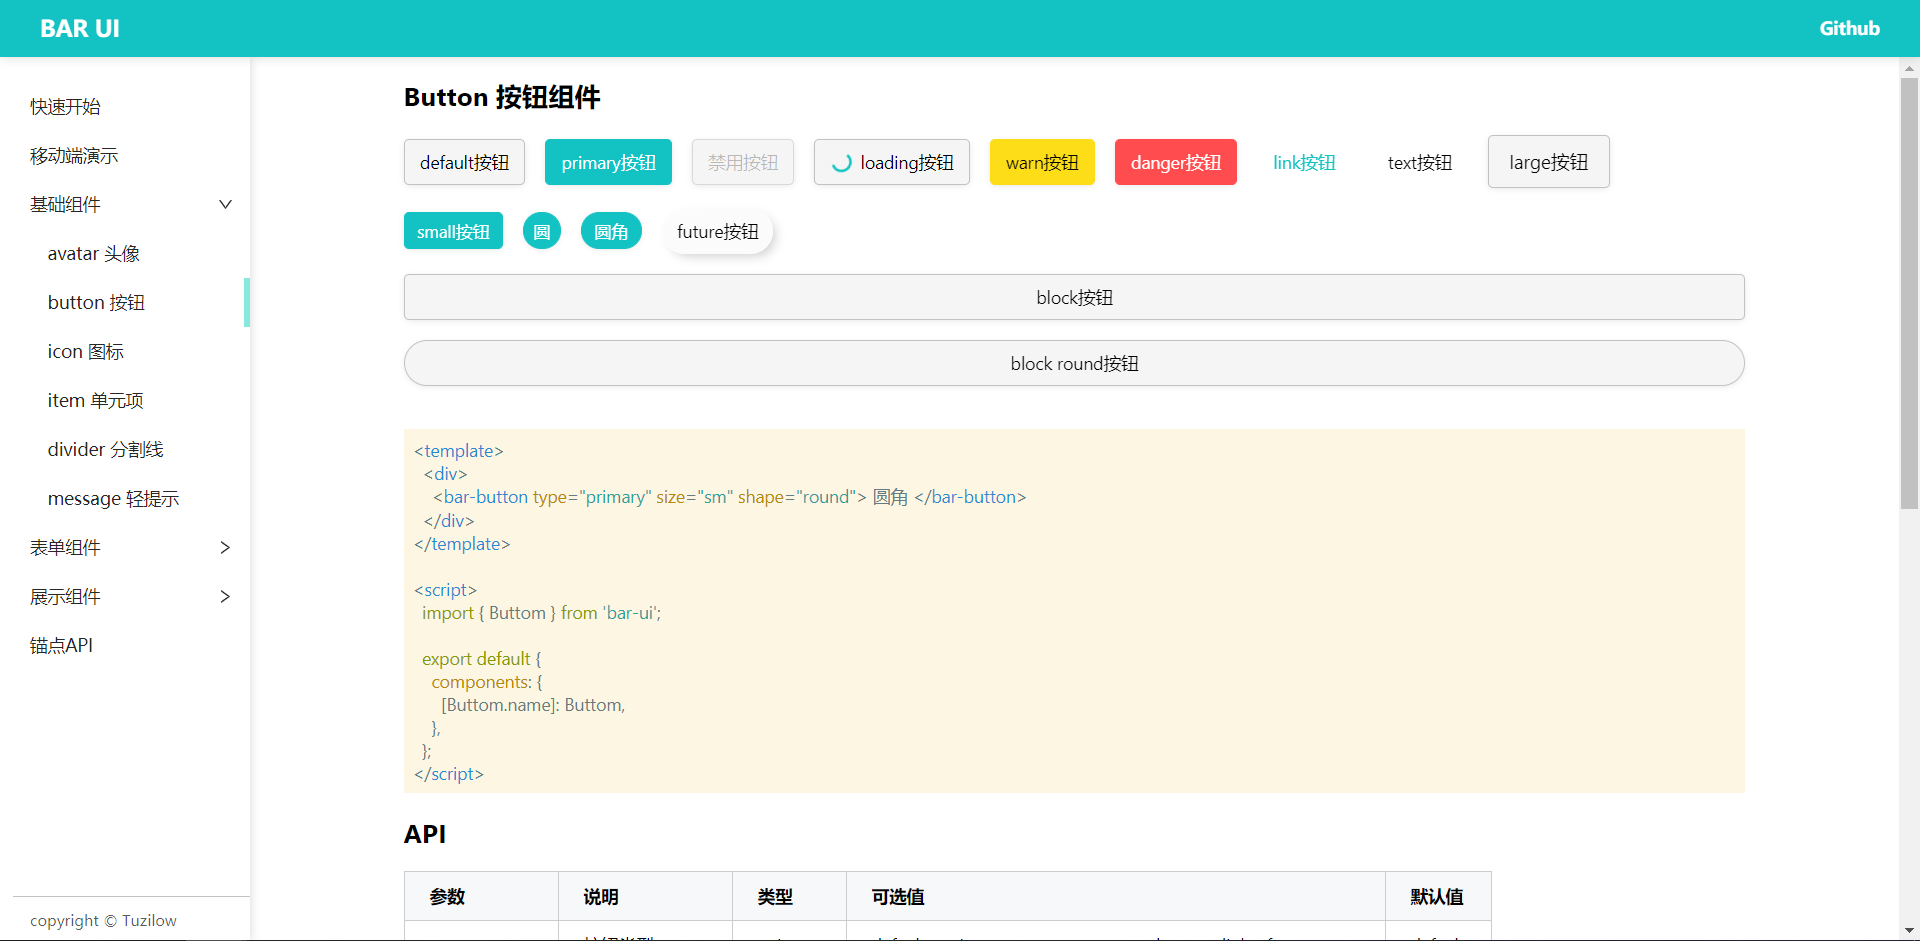 BAR UI
Github
快速开始
移动端演示
基础组件
avatar 头像
button 按钮
icon 图标
item 单元项
divider 分割线
message 轻提示
表单组件
展示组件
锚点API
copyright © Tuzilow
Button 按钮组件
default按钮 primary按钮 禁用按钮 loading按钮 warn按钮 danger按钮 link按钮 text按钮 large按钮
small按钮 圆 圆角 future按钮
block按钮
block round按钮
<template>
  <div>
    <bar-button type="primary" size="sm" shape="round"> 圆角 </bar-button>
  </div>
</template>

<script>
  import { Buttom } from 'bar-ui';

  export default {
    components: {
      [Buttom.name]: Buttom,
    },
  };
</script>
API
参数 说明 类型 可选值 默认值